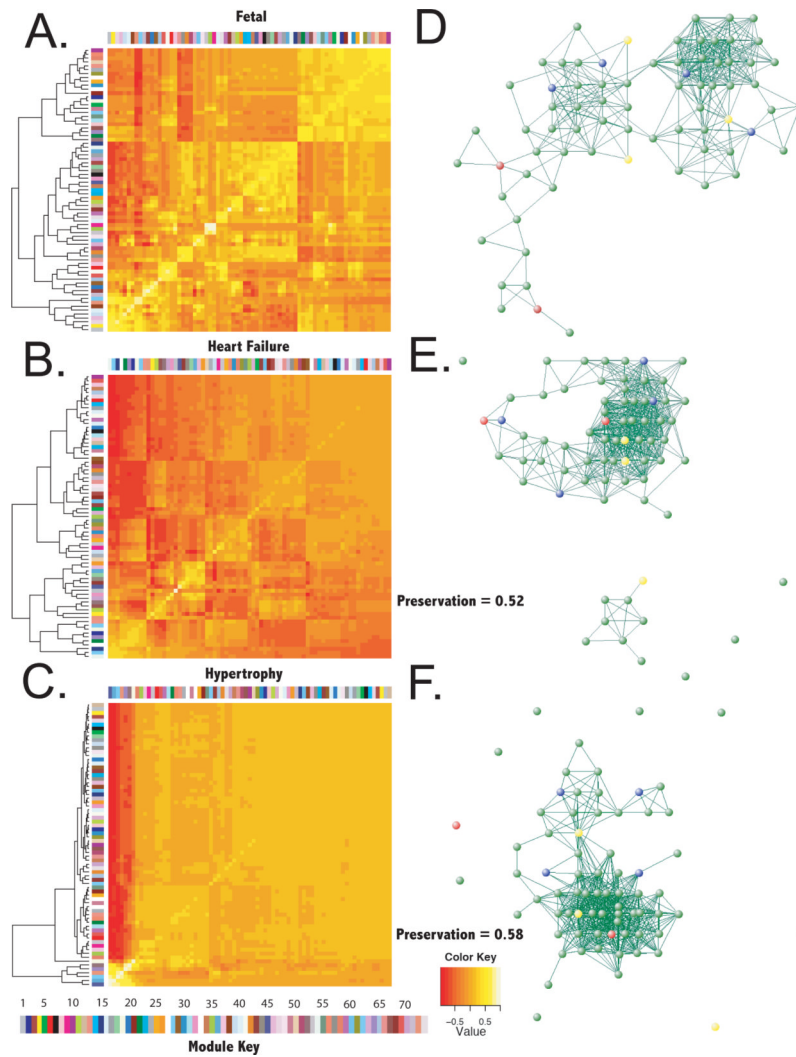 Fetal
A.
D
Heart Failure
B.
E.
Preservation = 0.52
Hypertrophy
C.
F.
Preservation = 0.58
Color Key
−0.5 0.5
Value
1 5 10 15 20 25 30 35 40 45 50 55 60 65 70
Module Key